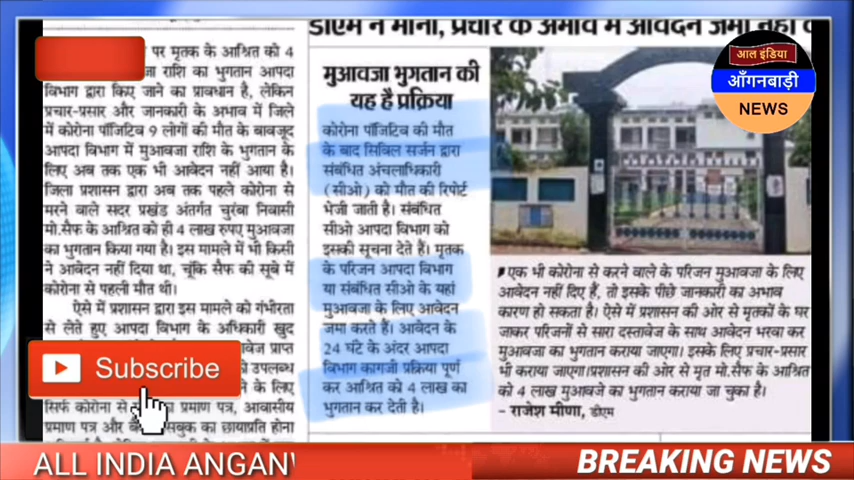 डीएम ने माना, प्रचार के अभाव में आवेदन जमा नहीं
आल इंडिया
आँगनबाड़ी
NEWS
पर मृतक के आश्रित को 4
राशि का भुगतान आपदा
विभाग द्वारा किए जाने का प्रावधान है, लेकिन
प्रचार-प्रसार और जानकारी के अभाव में जिले
में कोरोना पॉजिटिव 9 लोगों की मौत के बावजूद
आपदा विभाग में मुआवजा राशि के भुगतान के
लिए अब तक एक भी आवेदन नहीं आया है।
जिला प्रशासन द्वारा अब तक पहले कोरोना से
मरने वाले सदर प्रखंड अंतर्गत चुरंबा निवासी
मो.सैफ के आश्रित को ही 4 लाख रुपए मुआवजा
का भुगतान किया गया है। इस मामले में भी किसी
ने आवेदन नहीं दिया था, चूंकि सैफ की सूबे में
कोरोना से पहली मौत थी।
ऐसे में प्रशासन द्वारा इस मामले को गंभीरता
से लेते हुए आपदा विभाग के अधिकारी खुद
प्राप्त
उपलब्ध
के लिए
सिर्फ कोरोना से का प्रमाण पत्र, आवासीय
प्रमाण पत्र और का छायाप्रति होना
Subscribe
मुआवजा भुगतान की
यह है प्रक्रिया
कोरोना पॉजिटिव की मौत
के बाद सिविल सर्जन द्वारा
संबंधित अंचलाधिकारी
(सीओ) को मौत की रिपोर्ट
भेजी जाती है। संबंधित
सीओ आपदा विभाग को
इसकी सूचना देते हैं। मृतक
के परिजन आपदा विभाग
या संबंधित सीओ के यहां
मुआवजा के लिए आवेदन
जमा करते हैं। आवेदन के
24 घंटे के अंदर आपदा
विभाग कागजी प्रक्रिया पूर्ण
कर आश्रित को 4 लाख का
भुगतान कर देती है।
एक भी कोरोना से करने वाले के परिजन मुआवजा के लिए
आवेदन नहीं दिए हैं, तो इसके पीछे जानकारी का अभाव
कारण हो सकता है। ऐसे में प्रशासन की ओर से मृतकों के घर
जाकर परिजनों से सारा दस्तावेज के साथ आवेदन भरवा कर
मुआवजा का भुगतान कराया जाएगा। इसके लिए प्रचार-प्रसार
भी कराया जाएगा।प्रशासन की ओर से मृत मो.सैफ के आश्रित
को 4 लाख मुआवजे का भुगतान कराया जा चुका है।
- राजेश मीणा, डीएम
ALL INDIA ANGANW
BREAKING NEWS